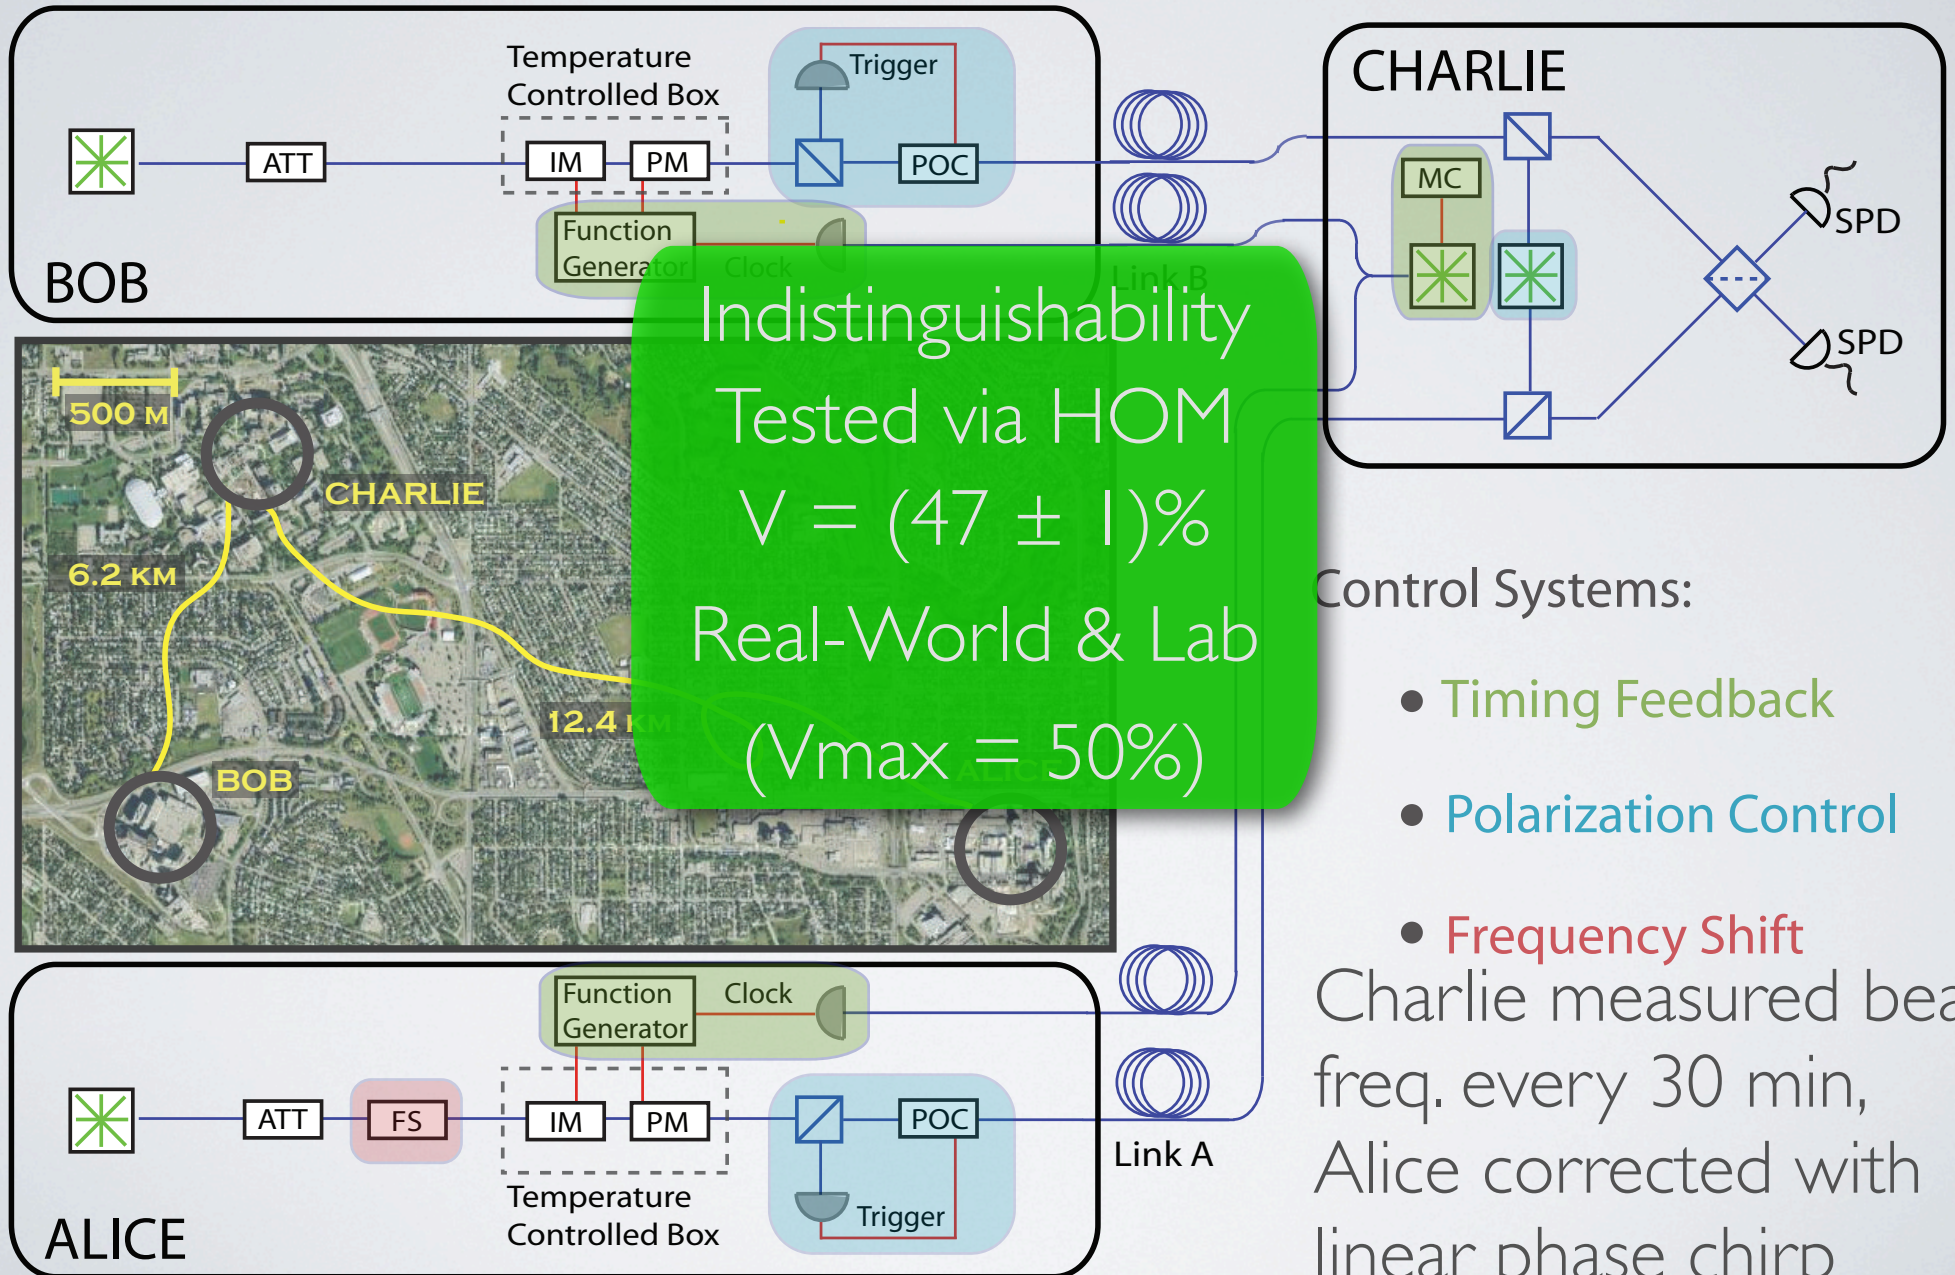 Temperature
Controlled Box
Trigger
ATT
IM
PM
POC
Function
Generator
Clock
BOB
Link B
CHARLIE
MC
SPD
SPD
Indistinguishability
Tested via HOM
V = (47 ± 1)%
Real-World & Lab
(Vmax = 50%)
500 M
CHARLIE
6.2 KM
12.4 KM
BOB
ALICE
Control Systems:
• Timing Feedback
• Polarization Control
• Frequency Shift
Charlie measured bea
freq. every 30 min,
Alice corrected with
linear phase chirp
Function
Generator
Clock
ATT
FS
IM
PM
POC
Link A
Temperature
Controlled Box
Trigger
ALICE